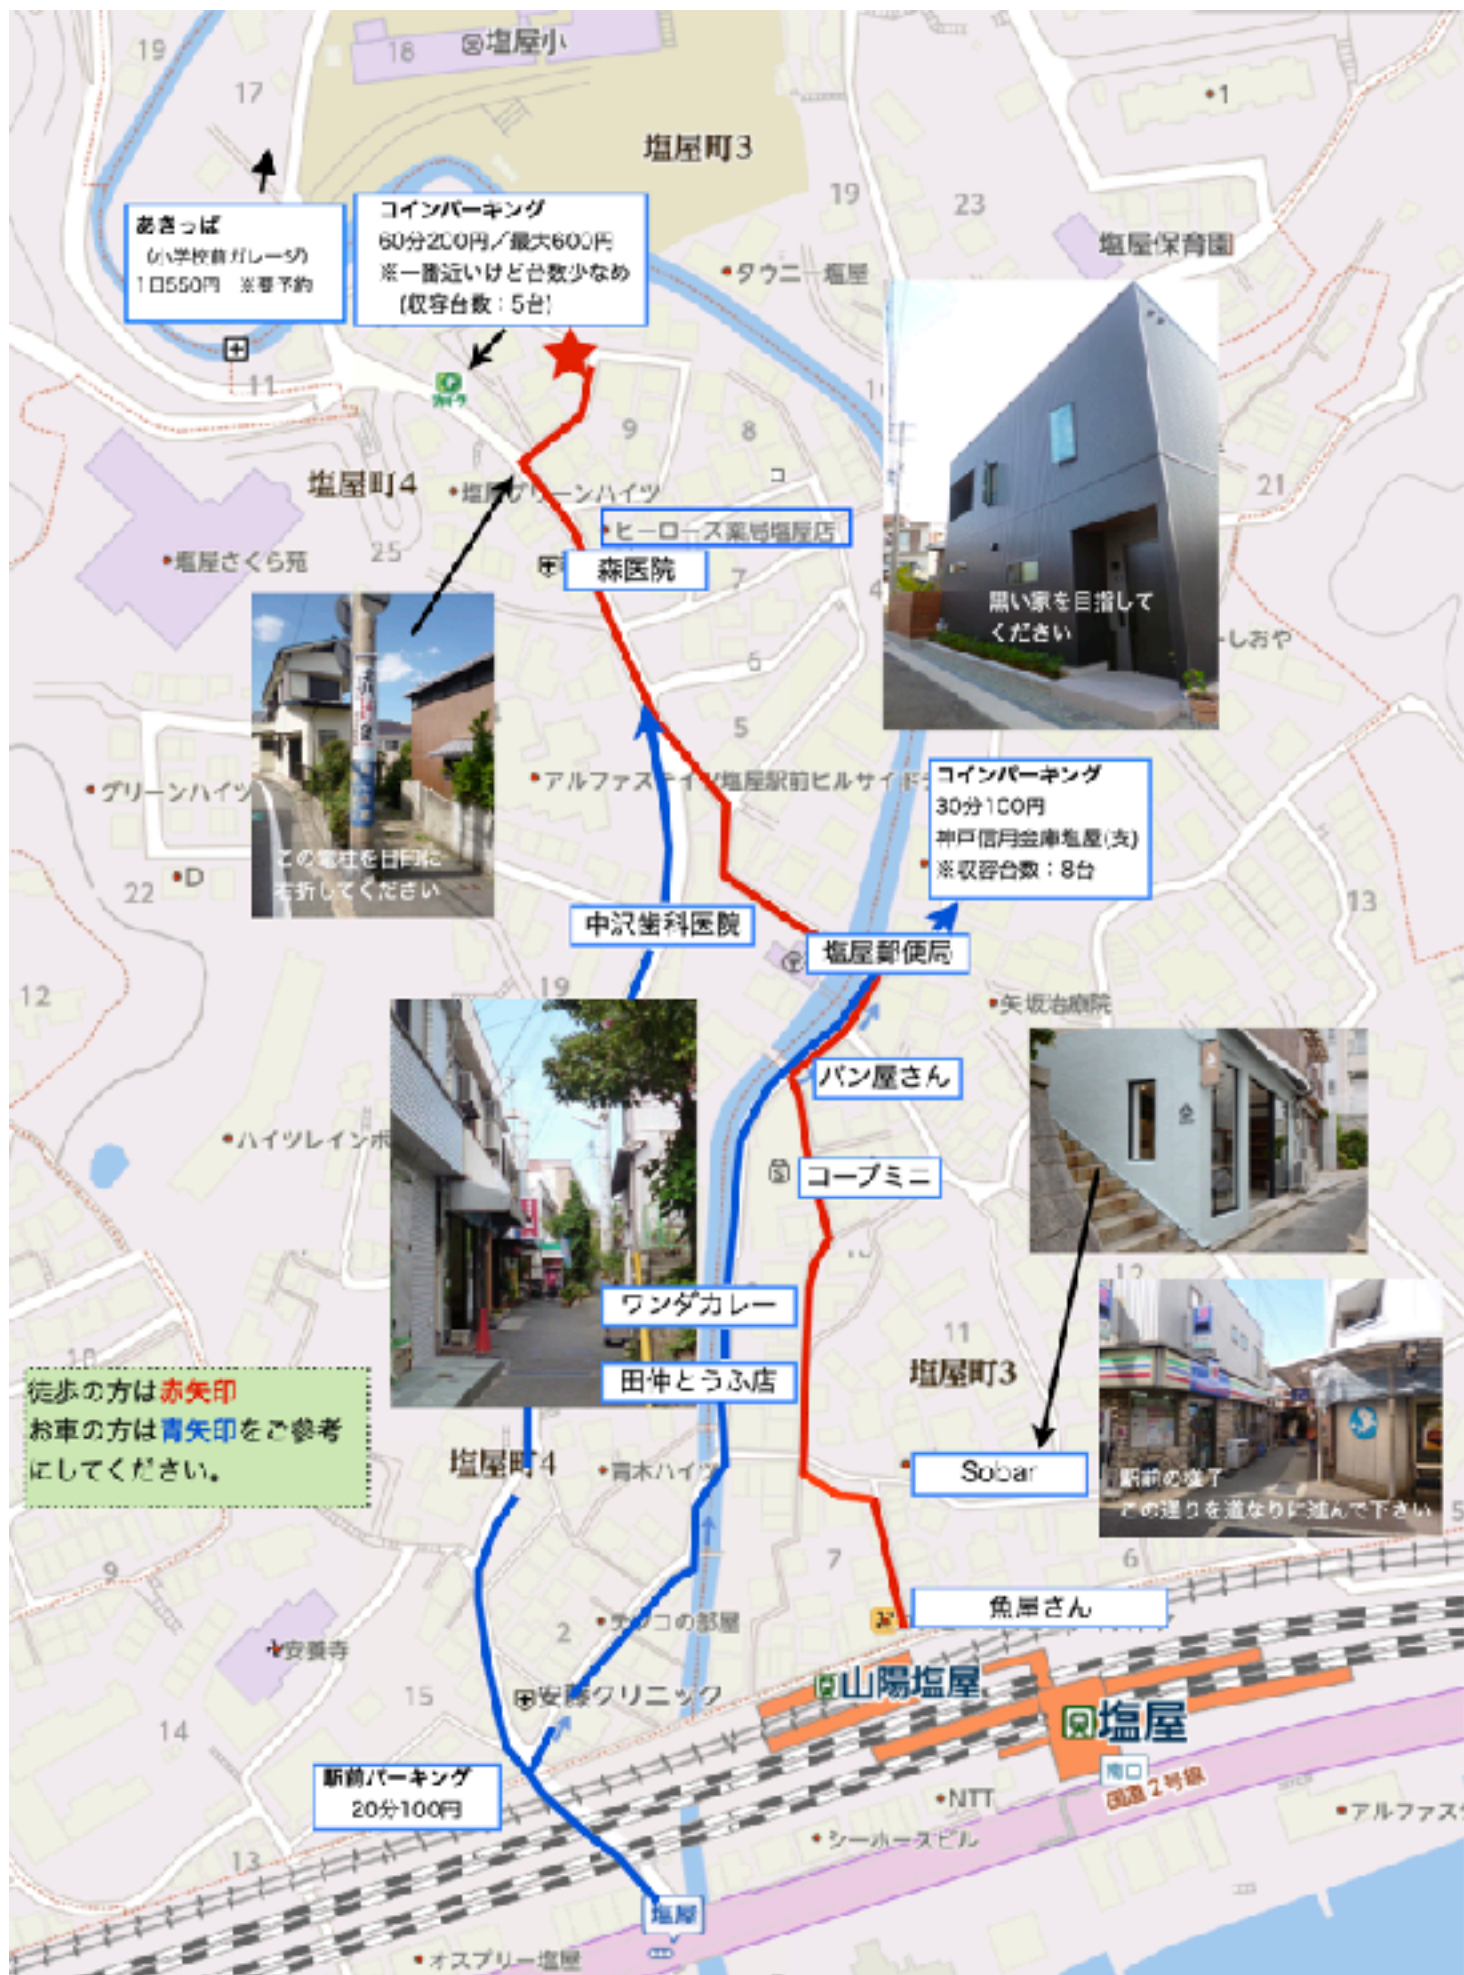 19
18
塩屋小
17
塩屋町3
1
19
23
塩屋保育園
あきっぱ
(小学校前ガレージ)
1日550円 ※要予約
コインパーキング
60分200円／最大600円
※一番近いけど台数少なめ
(収容台数：5台)
タウニー塩屋
11
9
8
コ
塩屋町4
塩屋グリーンハイツ
21
ヒーロース薬局塩屋店
25
塩屋さくら苑
森医院
7
4
黒い家を目指して
ください
しおや
6
5
アルファステイツ塩屋駅前ヒルサイドテ
グリーンハイツ
コインパーキング
30分100円
神戸信用金庫塩屋(支)
※収容台数：8台
この電柱を目印に
右折してください
D
22
13
中沢歯科医院
塩屋郵便局
12
19
矢坂治療院
パン屋さん
ハイツレインボ
コープミニ
12
ワンダカレー
11
塩屋町3
田仲とうふ店
10
徒歩の方は赤矢印
お車の方は青矢印をご参考
にしてください。
塩屋町4
青木ハイツ
Sobar
駅前の様子
この通りを道なりに進んで下さい
5
7
6
9
魚屋さん
2
テツコの部屋
安養寺
山陽塩屋
15
安藤クリニック
塩屋
14
南口
国道2号線
駅前パーキング
20分100円
NTT
アルファス
シーホースビル
13
塩屋
オスプリー塩屋